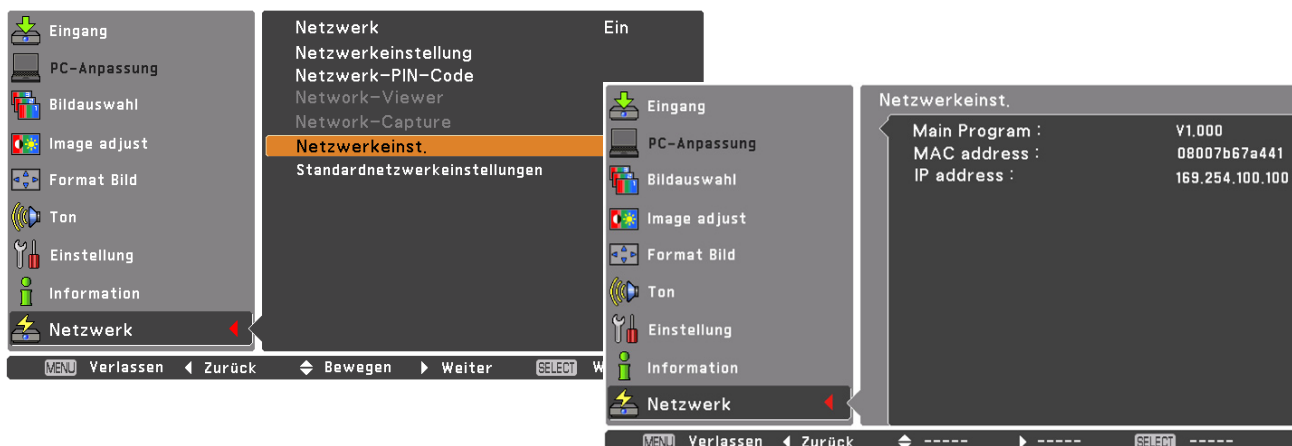 Eingang
PC-Anpassung
Bildauswahl
Image adjust
Format Bild
Ton
Einstellung
Information
Netzwerk
Netzwerk Ein
Netzwerkeinstellung
Netzwerk-PIN-Code
Network-Viewer
Network-Capture
Netzwerkeinst.
Standardnetzwerkeinstellungen
MENU Verlassen Zurück Bewegen Weiter SELECT W
Eingang
PC-Anpassung
Bildauswahl
Image adjust
Format Bild
Ton
Einstellung
Information
Netzwerk
Netzwerkeinst.
Main Program : V1.000
MAC address : 08007b67a441
IP address : 169.254.100.100
MENU Verlassen Zurück ----- ----- SELECT -----